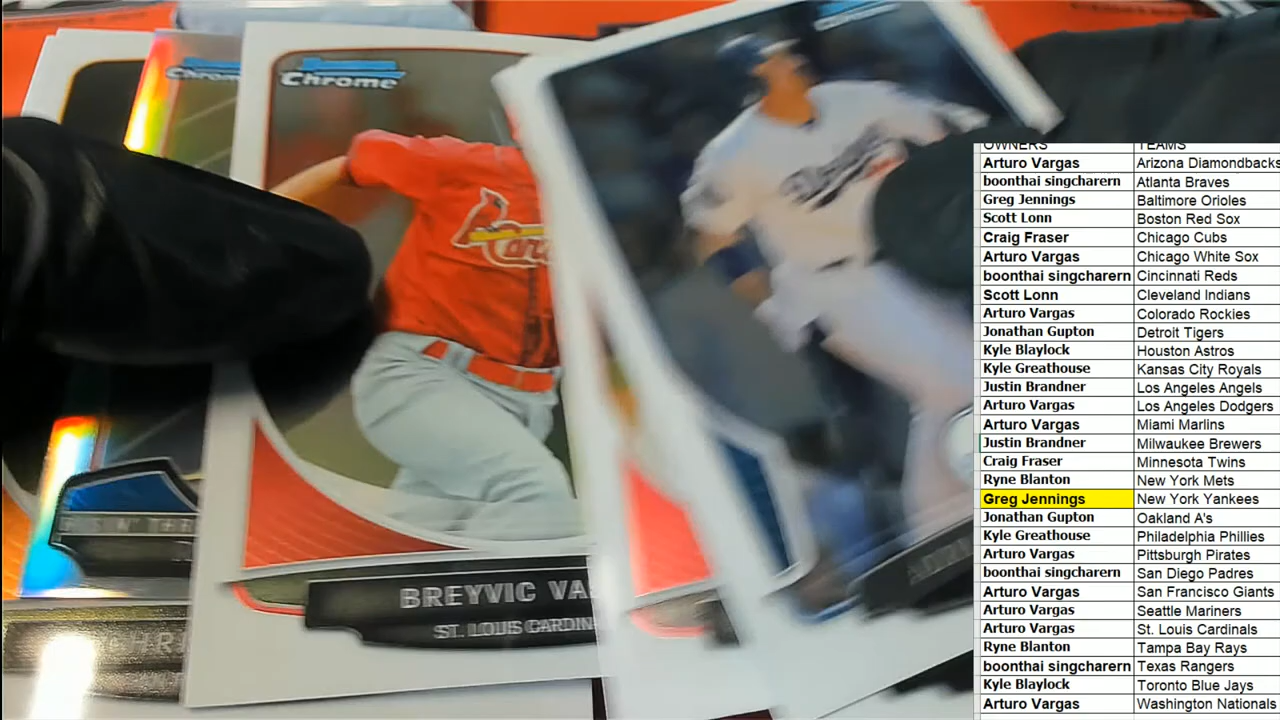 Chrome
Chrome
BREYVIC VA
ST. LOUIS CARDIN
OWNERS TEAMS
Arturo Vargas Arizona Diamondbacks
boonthai singcharern Atlanta Braves
Greg Jennings Baltimore Orioles
Scott Lonn Boston Red Sox
Craig Fraser Chicago Cubs
Arturo Vargas Chicago White Sox
boonthai singcharern Cincinnati Reds
Scott Lonn Cleveland Indians
Arturo Vargas Colorado Rockies
Jonathan Gupton Detroit Tigers
Kyle Blaylock Houston Astros
Kyle Greathouse Kansas City Royals
Justin Brandner Los Angeles Angels
Arturo Vargas Los Angeles Dodgers
Arturo Vargas Miami Marlins
Justin Brandner Milwaukee Brewers
Craig Fraser Minnesota Twins
Ryne Blanton New York Mets
Greg Jennings New York Yankees
Jonathan Gupton Oakland A's
Kyle Greathouse Philadelphia Phillies
Arturo Vargas Pittsburgh Pirates
boonthai singcharern San Diego Padres
Arturo Vargas San Francisco Giants
Arturo Vargas Seattle Mariners
Arturo Vargas St. Louis Cardinals
Ryne Blanton Tampa Bay Rays
boonthai singcharern Texas Rangers
Kyle Blaylock Toronto Blue Jays
Arturo Vargas Washington Nationals